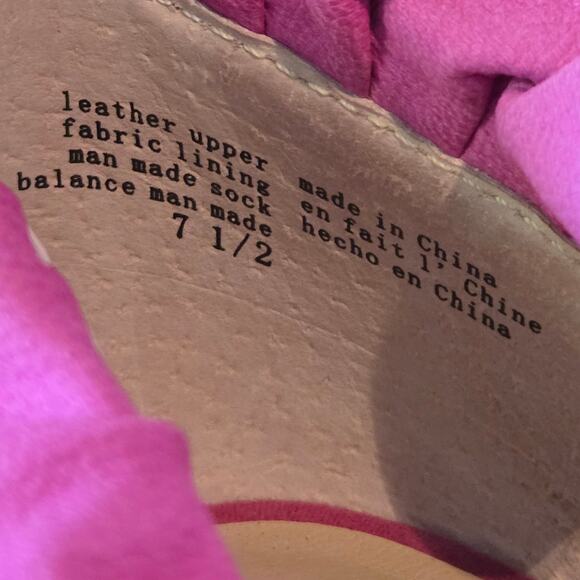 leather upper
fabric lining
man made sock
balance man made
7 1/2
made in China
en fait l' Chine
hecho en China